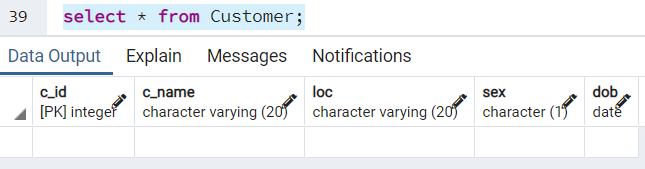 39 select * from Customer;
Data Output Explain Messages Notifications
c_id c_name loc sex dob
[PK] integer character varying (20) character varying (20) character (1) date